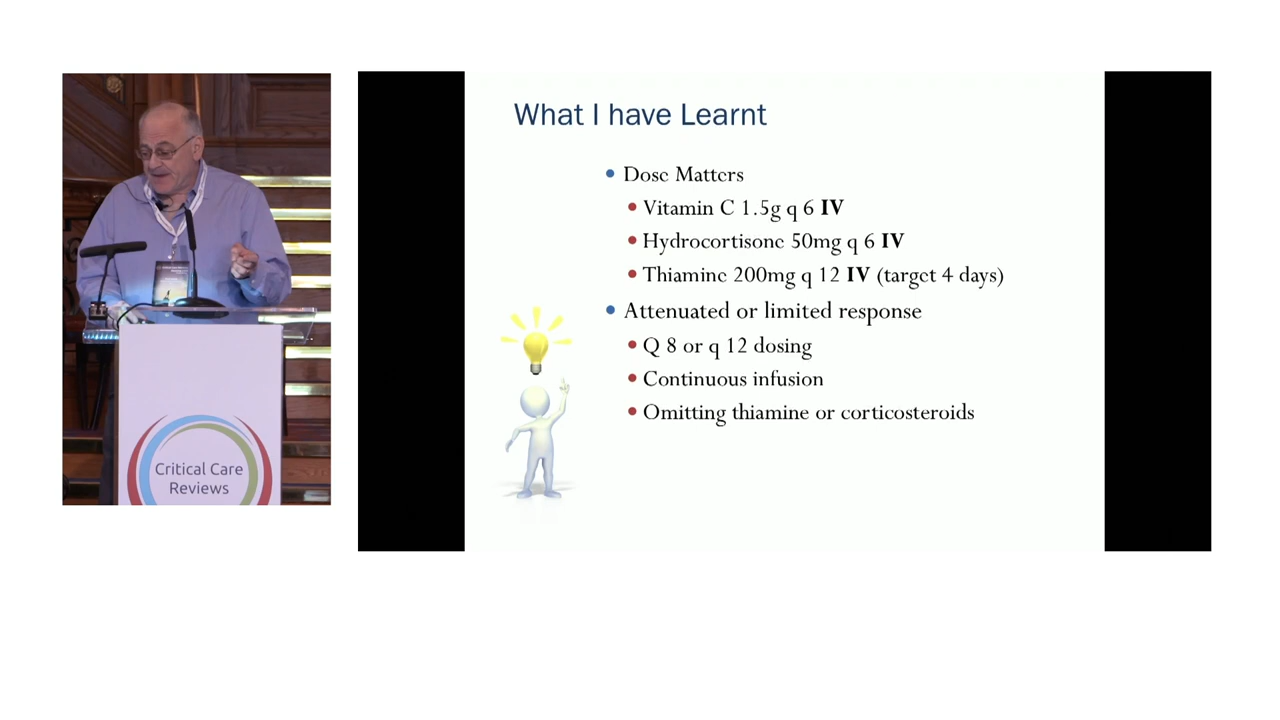 What I have Learnt
Dose Matters
Vitamin C 1.5g q 6 IV
Hydrocortisone 50mg q 6 IV
Thiamine 200mg q 12 IV (target 4 days)
Attenuated or limited response
Q 8 or q 12 dosing
Continuous infusion
Omitting thiamine or corticosteroids
Critical Care
Reviews